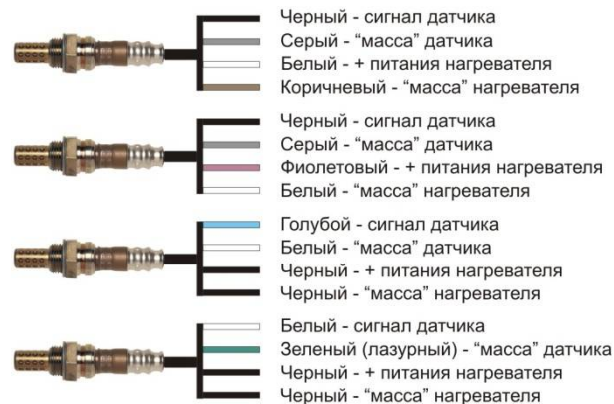 Черный - сигнал датчика
Серый - “масса” датчика
Белый - + питания нагревателя
Коричневый - “масса” нагревателя
Черный - сигнал датчика
Серый - “масса” датчика
Фиолетовый - + питания нагревателя
Белый - “масса” нагревателя
Голубой - сигнал датчика
Белый - “масса” датчика
Черный - + питания нагревателя
Черный - “масса” нагревателя
Белый - сигнал датчика
Зеленый (лазурный) - “масса” датчика
Черный - + питания нагревателя
Черный - “масса” нагревателя